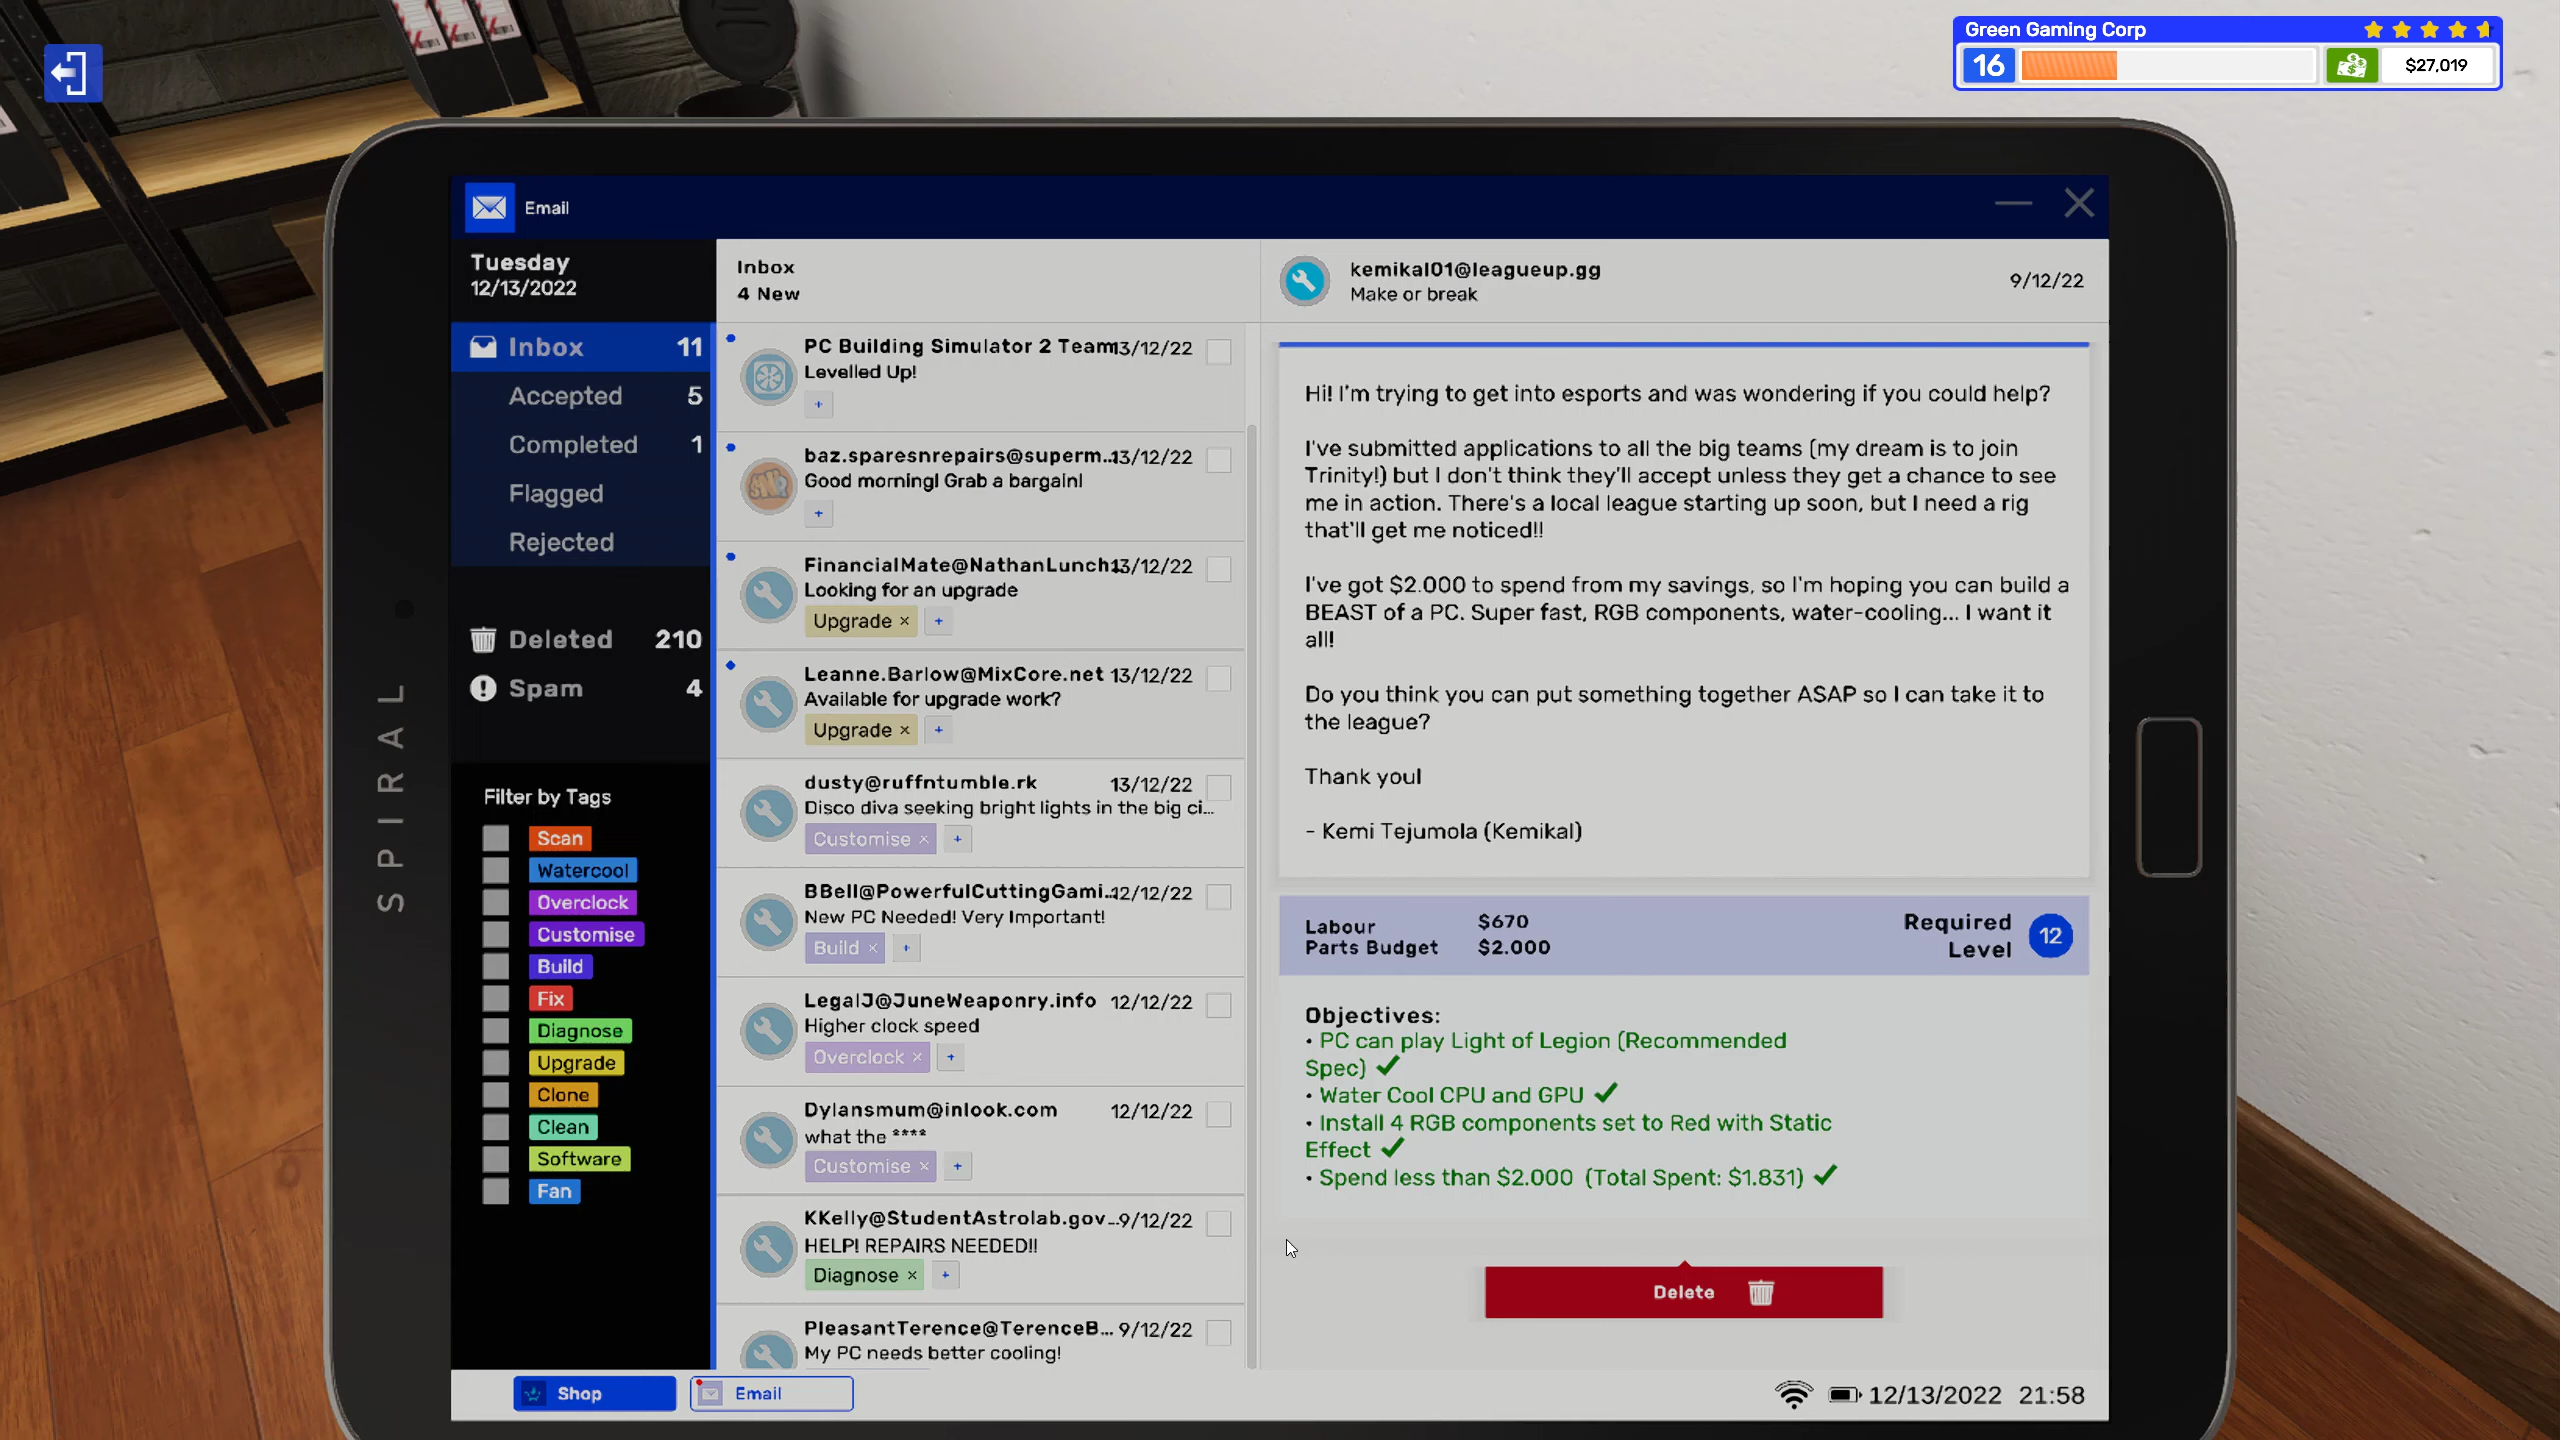 Green Gaming Corp
16
$27,019
Email
Tuesday
12/13/2022
Inbox 11
Accepted 5
Completed 1
Flagged
Rejected
Deleted 210
Spam 4
Filter by Tags
Scan
Watercool
Overclock
Customise
Build
Fix
Diagnose
Upgrade
Clone
Clean
Software
Fan
Inbox
4 New
PC Building Simulator 2 Team 13/12/22
Levelled Up!
+
baz.sparesnrepairs@superm... 13/12/22
Good morning! Grab a bargain!
+
FinancialMate@NathanLunch... 13/12/22
Looking for an upgrade
Upgrade × +
Leanne.Barlow@MixCore.net 13/12/22
Available for upgrade work?
Upgrade × +
dusty@ruffntumble.rk 13/12/22
Disco diva seeking bright lights in the big ci...
Customise × +
BBell@PowerfulCuttingGami... 12/12/22
New PC Needed! Very Important!
Build × +
LegalJ@JuneWeaponry.info 12/12/22
Higher clock speed
Overclock × +
Dylansmum@inlook.com 12/12/22
what the ****
Customise × +
KKelly@StudentAstrolab.gov... 9/12/22
HELP! REPAIRS NEEDED!!
Diagnose × +
PleasantTerence@TerenceB... 9/12/22
My PC needs better cooling!
kemikal01@leagueup.gg
Make or break
9/12/22
Hi! I'm trying to get into esports and was wondering if you could help?
I've submitted applications to all the big teams (my dream is to join
Trinity!) but I don't think they'll accept unless they get a chance to see
me in action. There's a local league starting up soon, but I need a rig
that'll get me noticed!!
I've got $2.000 to spend from my savings, so I'm hoping you can build a
BEAST of a PC. Super fast, RGB components, water-cooling... I want it
all!
Do you think you can put something together ASAP so I can take it to
the league?
Thank you!
- Kemi Tejumola (Kemikal)
Labour $670
Parts Budget $2.000
Required
Level 12
Objectives:
• PC can play Light of Legion (Recommended
Spec) ✓
• Water Cool CPU and GPU ✓
• Install 4 RGB components set to Red with Static
Effect ✓
• Spend less than $2.000 (Total Spent: $1.831) ✓
Delete
Shop
Email
12/13/2022 21:58
SPIRAL
SNR